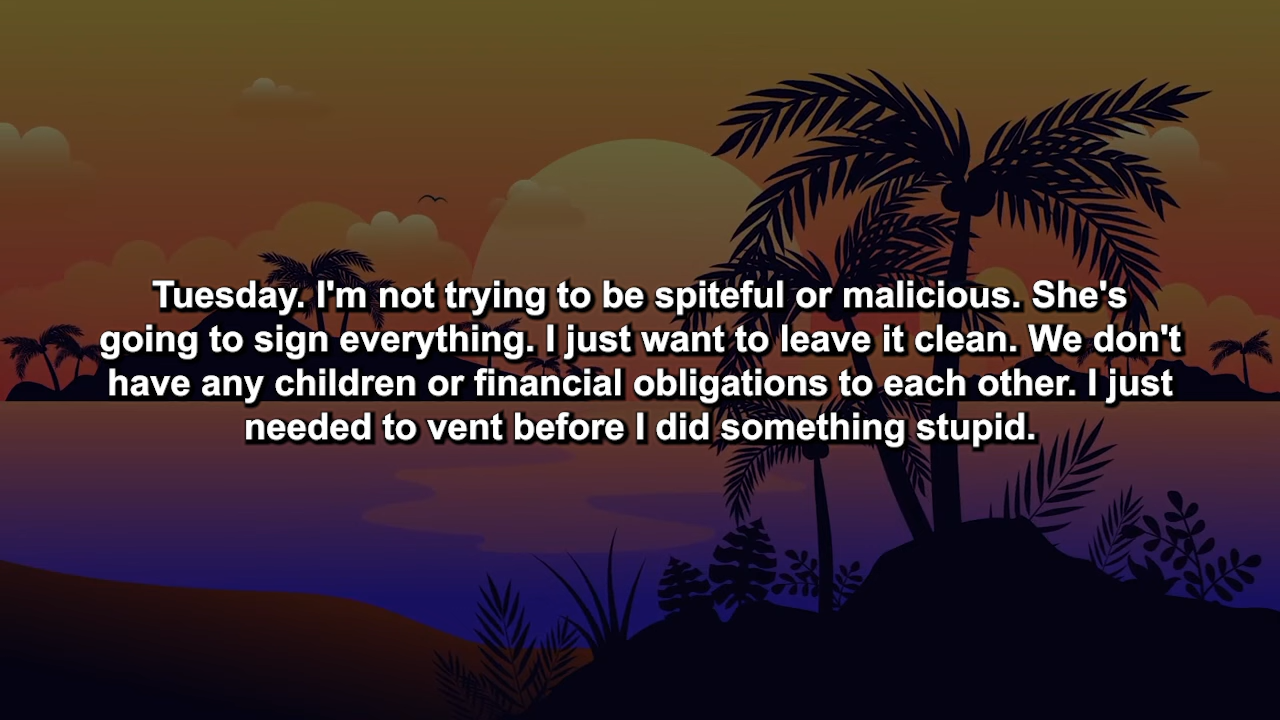 Tuesday. I'm not trying to be spiteful or malicious. She's
going to sign everything. I just want to leave it clean. We don't
have any children or financial obligations to each other. I just
needed to vent before I did something stupid.